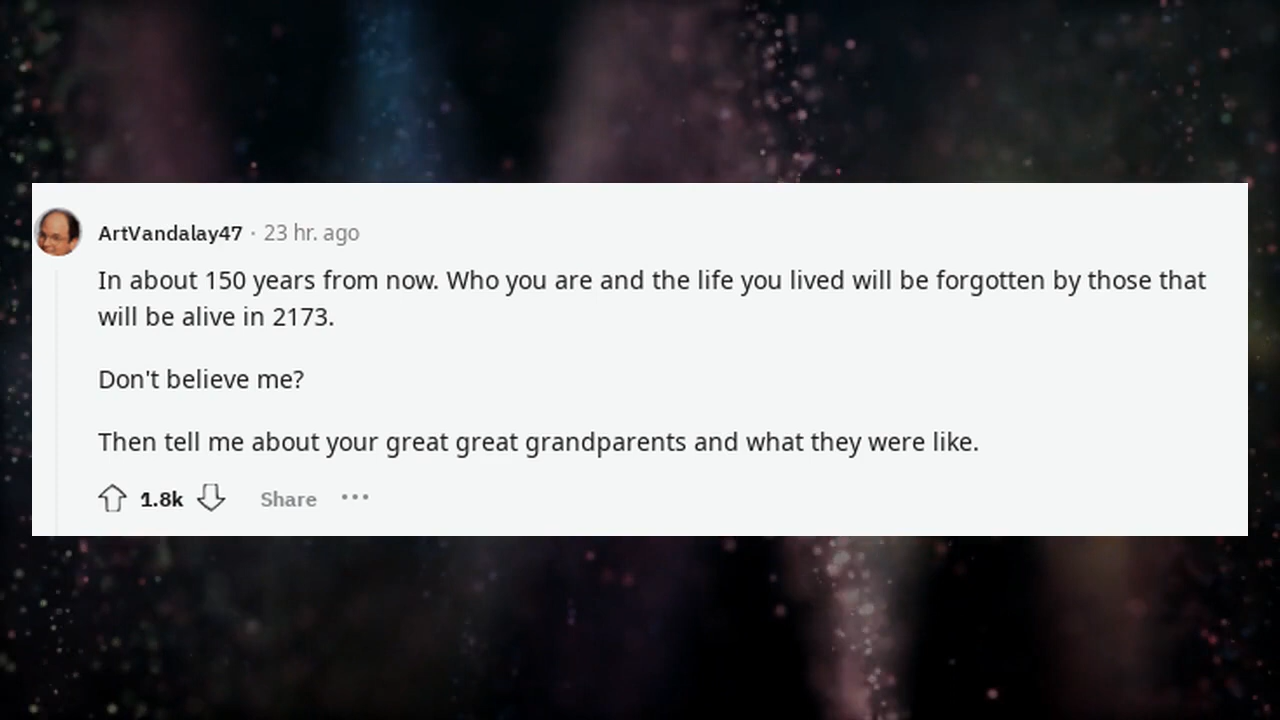 ArtVandalay47 · 23 hr. ago
In about 150 years from now. Who you are and the life you lived will be forgotten by those that
will be alive in 2173.
Don't believe me?
Then tell me about your great great grandparents and what they were like.
1.8k Share •••